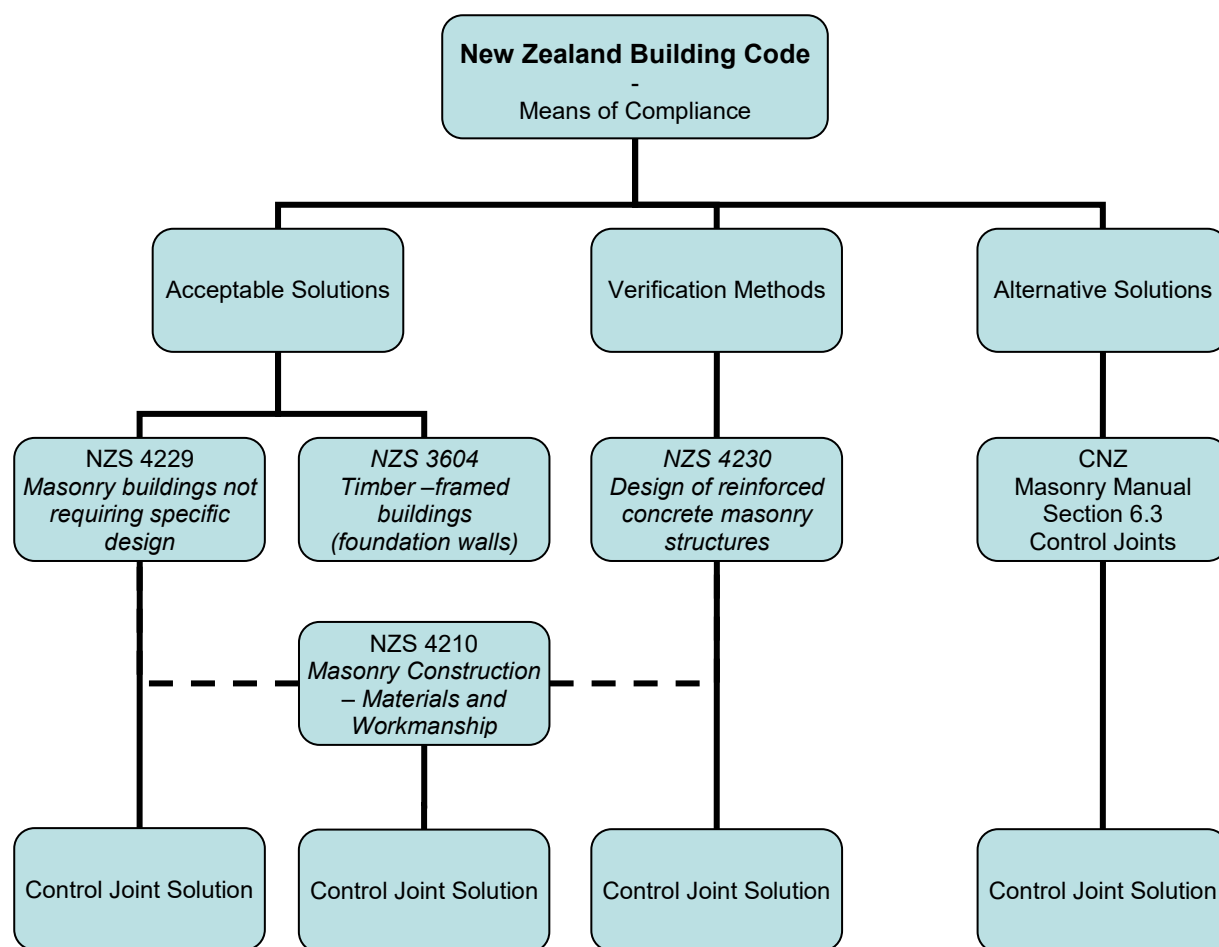 New Zealand Building Code
-
Means of Compliance
Acceptable Solutions
Verification Methods
Alternative Solutions
NZS 4229
Masonry buildings not
requiring specific
design
NZS 3604
Timber –framed
buildings
(foundation walls)
NZS 4230
Design of reinforced
concrete masonry
structures
CNZ
Masonry Manual
Section 6.3
Control Joints
NZS 4210
Masonry Construction
– Materials and
Workmanship
Control Joint Solution
Control Joint Solution
Control Joint Solution
Control Joint Solution